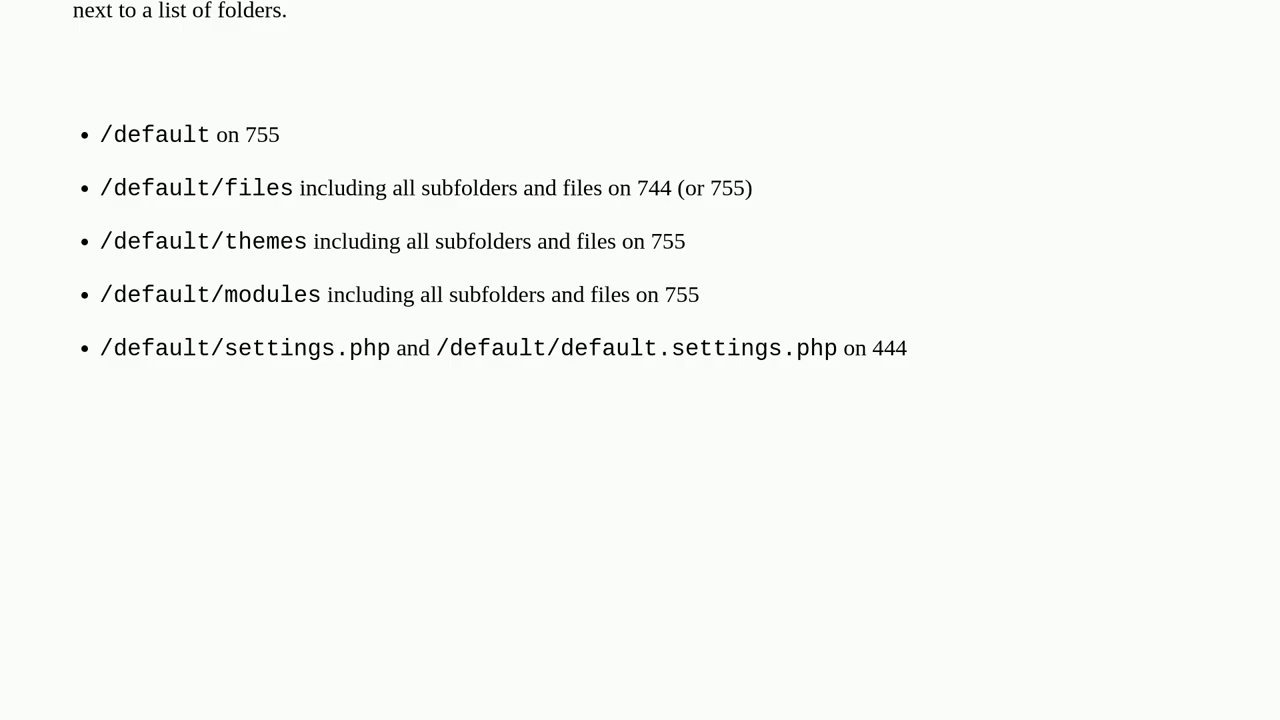 next to a list of folders.
• /default on 755
• /default/files including all subfolders and files on 744 (or 755)
• /default/themes including all subfolders and files on 755
• /default/modules including all subfolders and files on 755
• /default/settings.php and /default/default.settings.php on 444